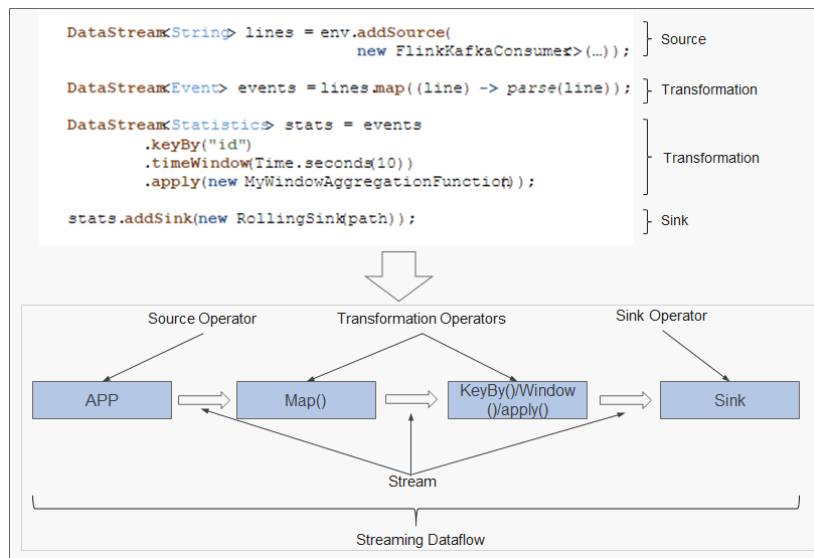 DataStream<String> lines = env.addSource(
new FlinkKafkaConsumer<>(…));
Source
DataStream<Event> events = lines.map((line) -> parse(line));
Transformation
DataStream<Statistics> stats = events
.keyBy("id")
.timeWindow(Time.seconds(10))
.apply(new MyWindowAggregationFunction());
Transformation
stats.addSink(new RollingSink(path));
Sink
Source Operator
Transformation Operators
Sink Operator
APP
Map()
KeyBy()/Window
()/apply()
Sink
Stream
Streaming Dataflow